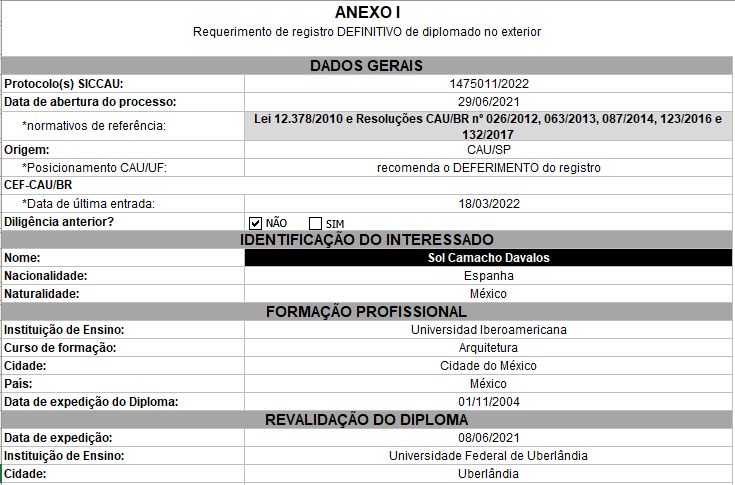 ANEXO I
Requerimento de registro DEFINITIVO de diplomado no exterior
DADOS GERAIS
Protocolo(s) SICCAU: 1475011/2022
Data de abertura do processo: 29/06/2021
*normativos de referência: Lei 12.378/2010 e Resoluções CAU/BR nº 026/2012, 063/2013, 087/2014, 123/2016 e
132/2017
Origem: CAU/SP
*Posicionamento CAU/UF: recomenda o DEFERIMENTO do registro
CEF-CAU/BR
*Data de última entrada: 18/03/2022
Diligência anterior? NÃO SIM
IDENTIFICAÇÃO DO INTERESSADO
Nome: Sol Camacho Davalos
Nacionalidade: Espanha
Naturalidade: México
FORMAÇÃO PROFISSIONAL
Instituição de Ensino: Universidad Iberoamericana
Curso de formação: Arquitetura
Cidade: Cidade do México
País: México
Data de expedição do Diploma: 01/11/2004
REVALIDAÇÃO DO DIPLOMA
Data de expedição: 08/06/2021
Instituição de Ensino: Universidade Federal de Uberlândia
Cidade: Uberlândia